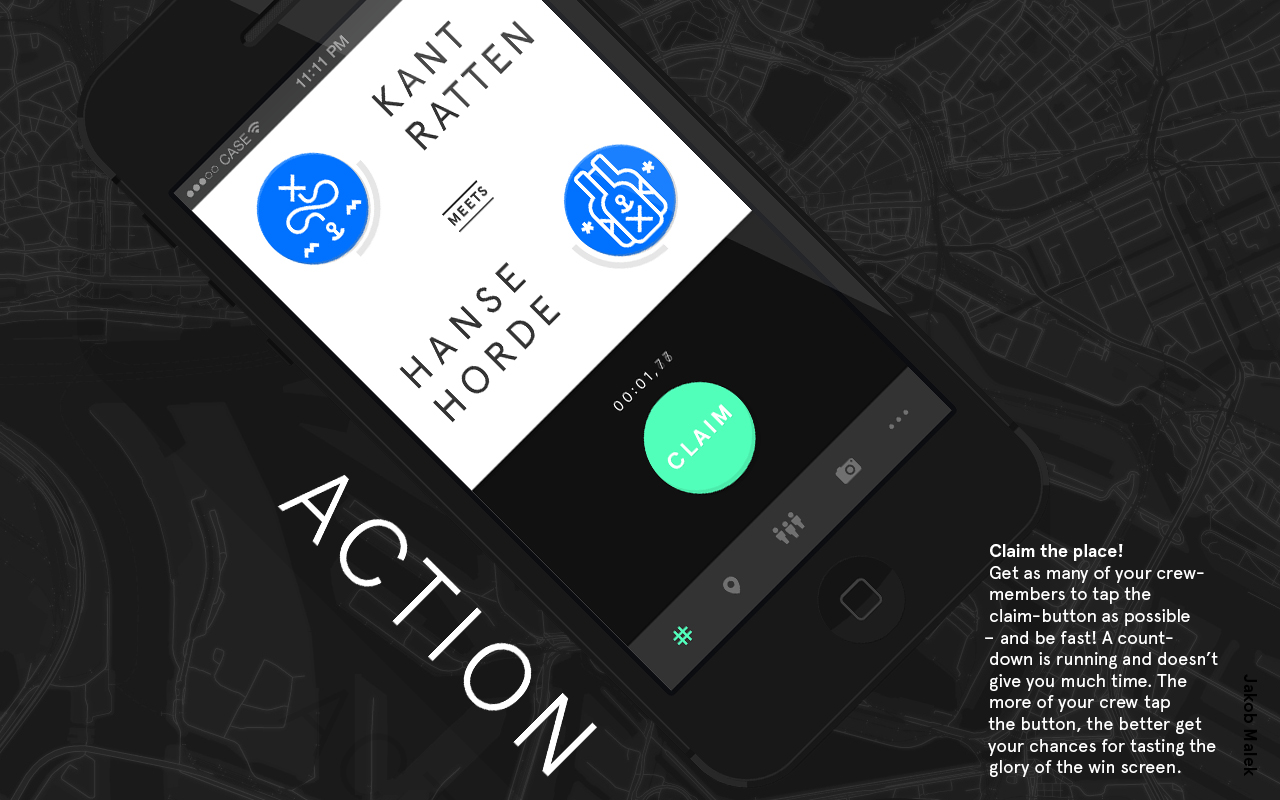 ●●●○○ CASE
11:11 PM
KANT
RATTEN
MEETS
HANSE
HORDE
00:01,78
CLAIM
ACTION
Claim the place!
Get as many of your crew-
members to tap the
claim-button as possible
– and be fast! A count-
down is running and doesn’t
give you much time. The
more of your crew tap
the button, the better get
your chances for tasting the
glory of the win screen.
Jakob Malek